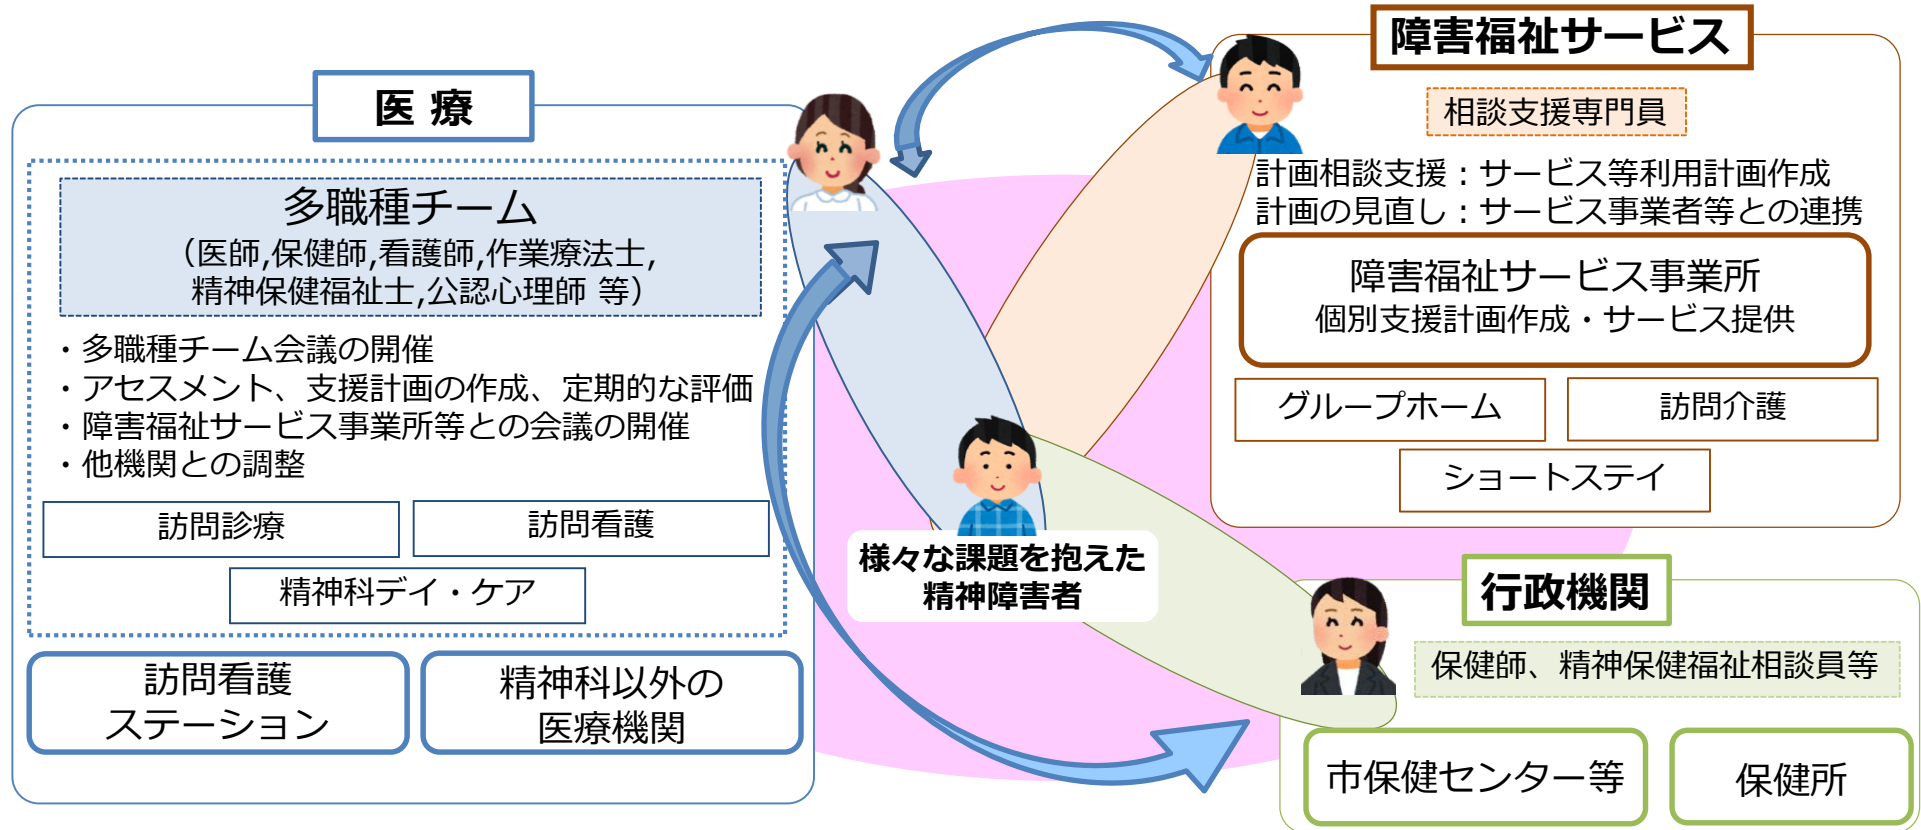 医 療
多職種チーム
（医師,保健師,看護師,作業療法士,
精神保健福祉士,公認心理師 等）
・多職種チーム会議の開催
・アセスメント、支援計画の作成、定期的な評価
・障害福祉サービス事業所等との会議の開催
・他機関との調整
訪問診療
訪問看護
精神科デイ・ケア
訪問看護
ステーション
精神科以外の
医療機関
様々な課題を抱えた
精神障害者
障害福祉サービス
相談支援専門員
計画相談支援：サービス等利用計画作成
計画の見直し：サービス事業者等との連携
障害福祉サービス事業所
個別支援計画作成・サービス提供
グループホーム
訪問介護
ショートステイ
行政機関
保健師、精神保健福祉相談員等
市保健センター等
保健所